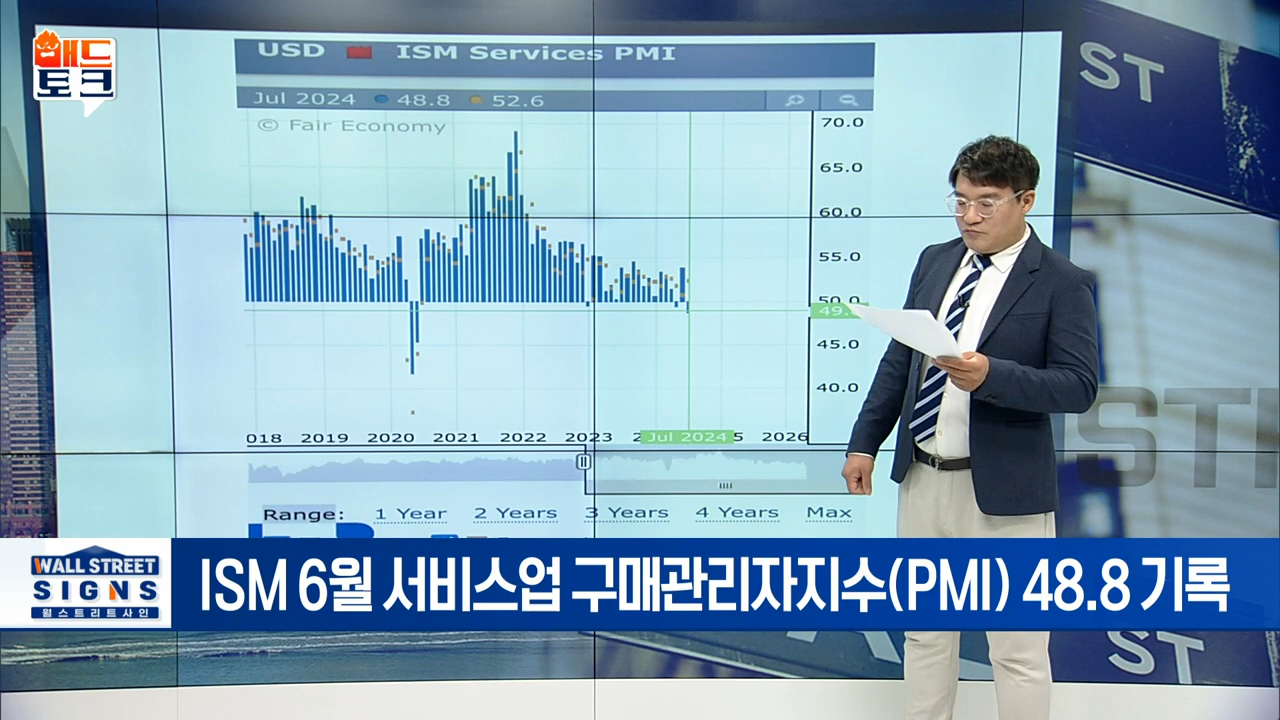 배드
토크
USD ISM Services PMI
Jul 2024 48.8 52.6
© Fair Economy
70.0
65.0
60.0
55.0
50.0
45.0
40.0
018 2019 2020 2021 2022 2023 2 Jul 2024 5 2026
Range: 1 Year 2 Years 3 Years 4 Years Max
ST
ST
WALL STREET
SIGNS
월스트리트사인
ISM 6월 서비스업 구매관리자지수(PMI) 48.8 기록
ST